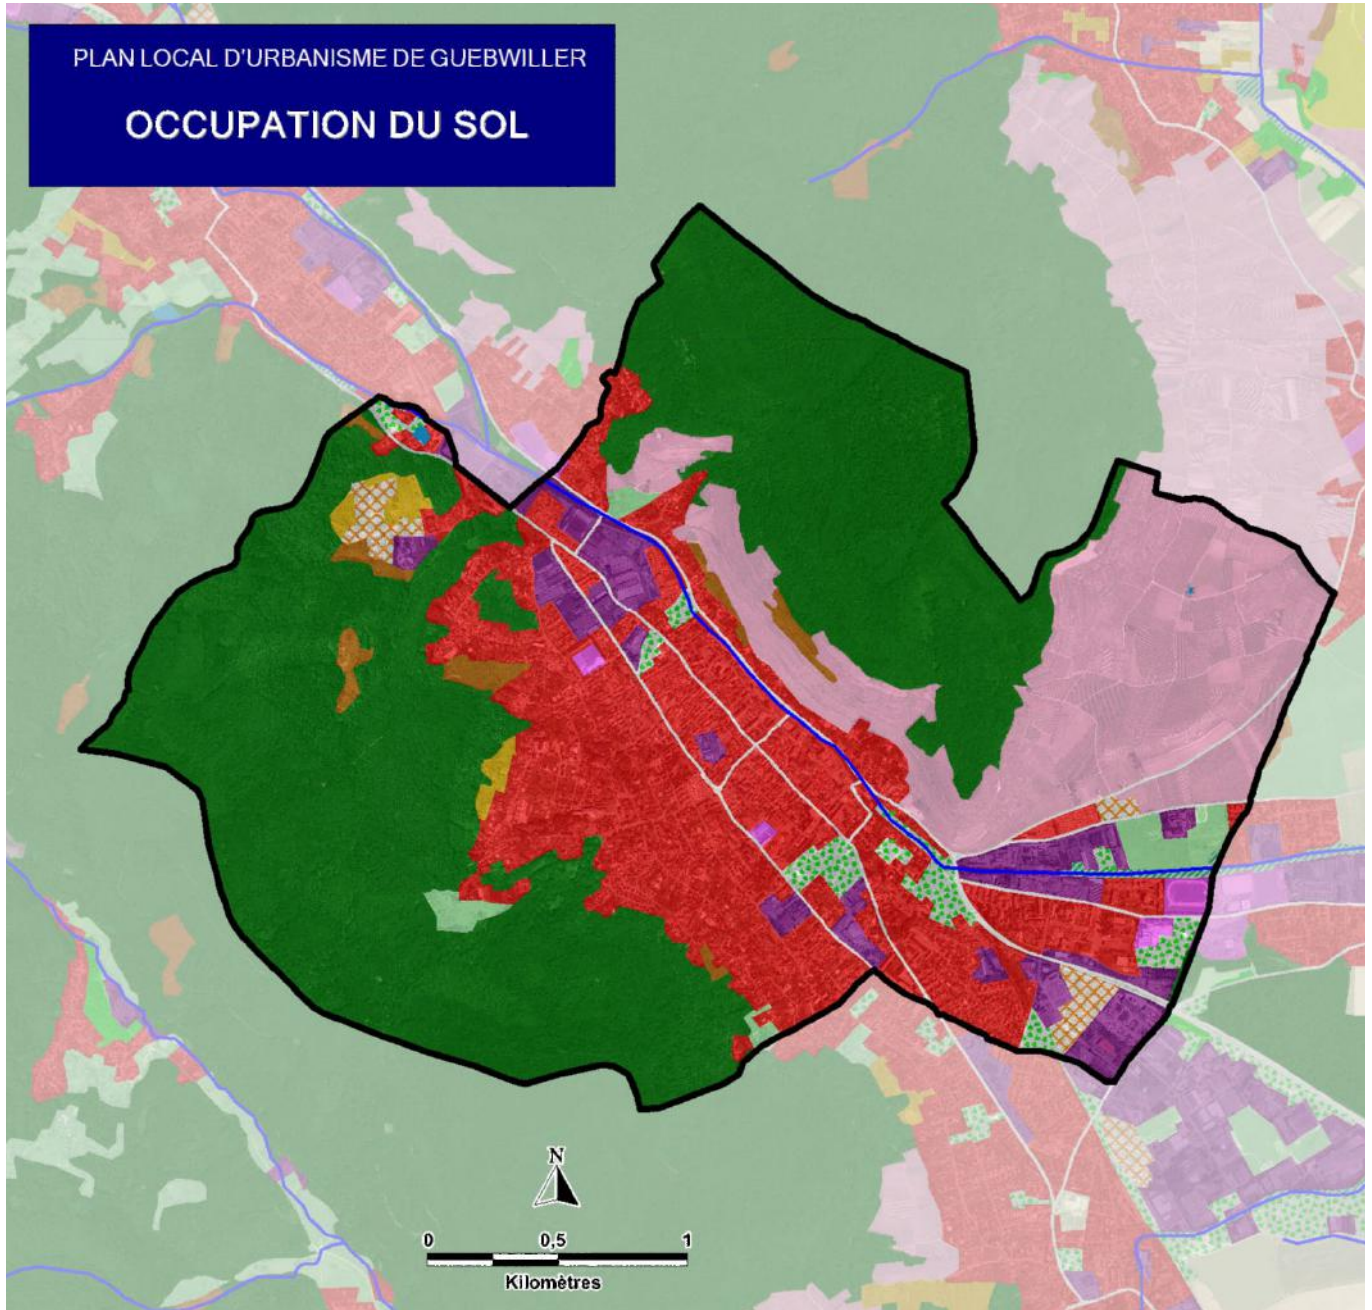 PLAN LOCAL D'URBANISME DE GUEBWILLER
OCCUPATION DU SOL
N
0 0,5 1
Kilomètres